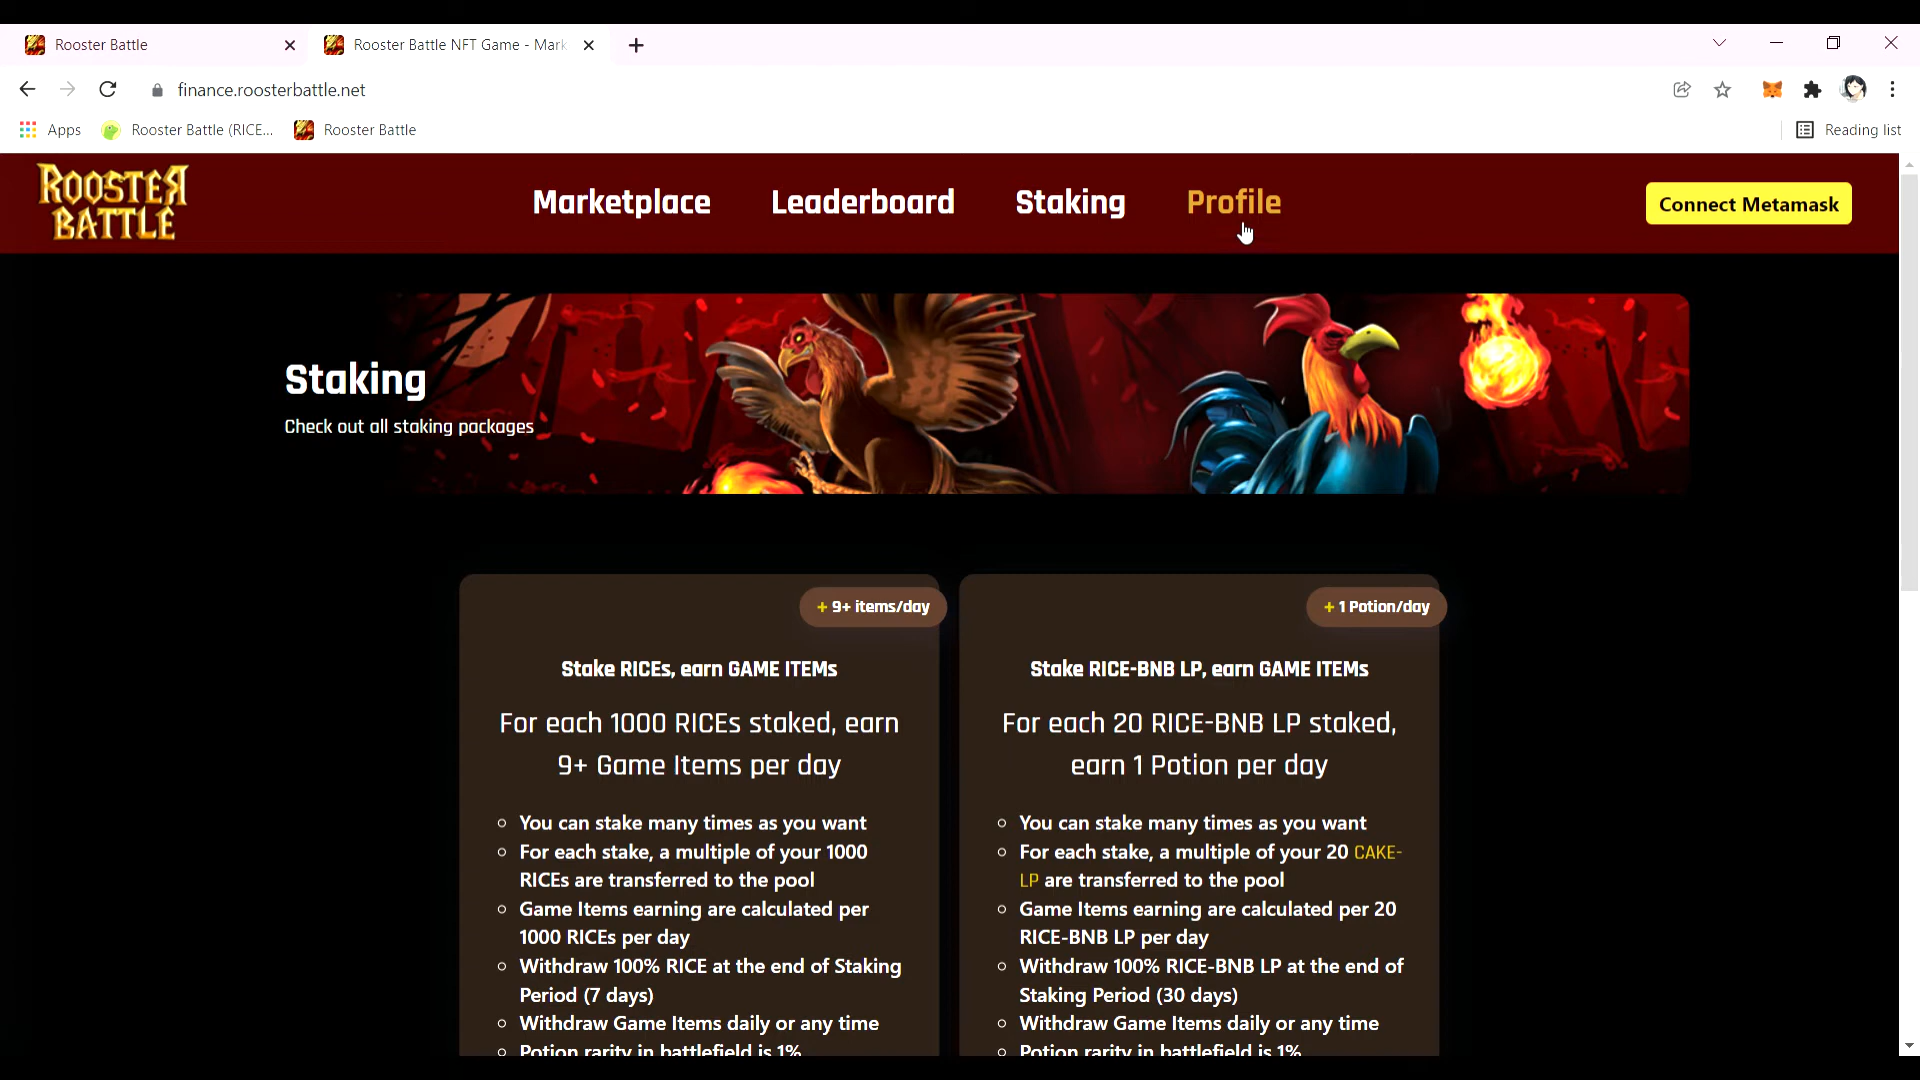 Rooster Battle
Rooster Battle NFT Game - Mark
finance.roosterbattle.net
Apps
Rooster Battle (RICE...
Rooster Battle
Reading list
ROOSTER
BATTLE
Marketplace
Leaderboard
Staking
Profile
Connect Metamask
Staking
Check out all staking packages
+ 9+ items/day
Stake RICEs, earn GAME ITEMs
For each 1000 RICEs staked, earn
9+ Game Items per day
You can stake many times as you want
For each stake, a multiple of your 1000
RICEs are transferred to the pool
Game Items earning are calculated per
1000 RICEs per day
Withdraw 100% RICE at the end of Staking
Period (7 days)
Withdraw Game Items daily or any time
Potion rarity in battlefield is 1%
+ 1 Potion/day
Stake RICE-BNB LP, earn GAME ITEMs
For each 20 RICE-BNB LP staked,
earn 1 Potion per day
You can stake many times as you want
For each stake, a multiple of your 20 CAKE-
LP are transferred to the pool
Game Items earning are calculated per 20
RICE-BNB LP per day
Withdraw 100% RICE-BNB LP at the end of
Staking Period (30 days)
Withdraw Game Items daily or any time
Potion rarity in battlefield is 1%